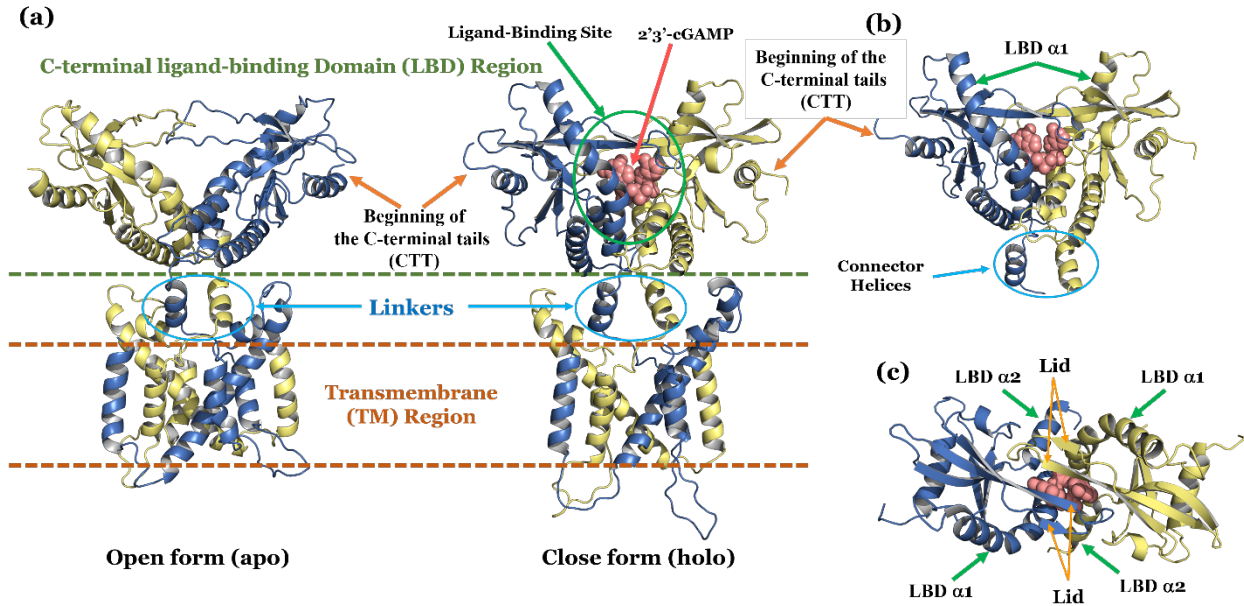 (a)
Ligand-Binding Site
2’3’-cGAMP
C-terminal ligand-binding Domain (LBD) Region
Beginning of
the C-terminal tails
(CTT)
Linkers
Transmembrane
(TM) Region
Open form (apo)
Close form (holo)
Beginning of the
C-terminal tails
(CTT)
(b)
LBD α1
Connector
Helices
(c)
Lid
LBD α2
LBD α1
LBD α1
LBD α2
Lid